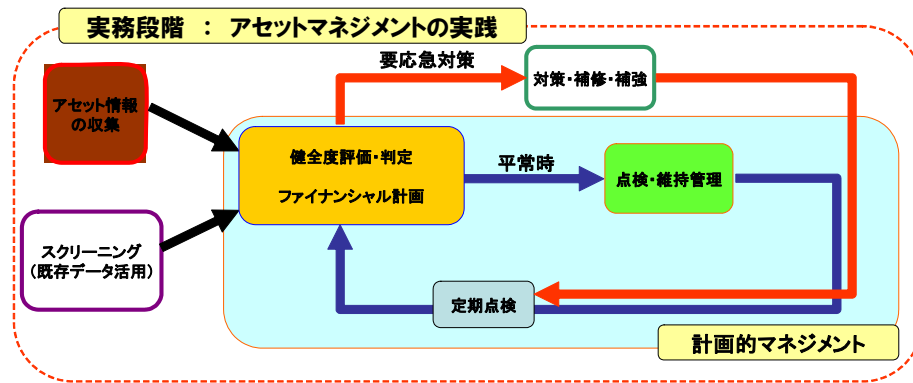 実務段階 ： アセットマネジメントの実践
要応急対策
対策・補修・補強
アセット情報
の収集
健全度評価・判定
ファイナンシャル計画
平常時
点検・維持管理
スクリーニング
（既存データ活用）
定期点検
計画的マネジメント